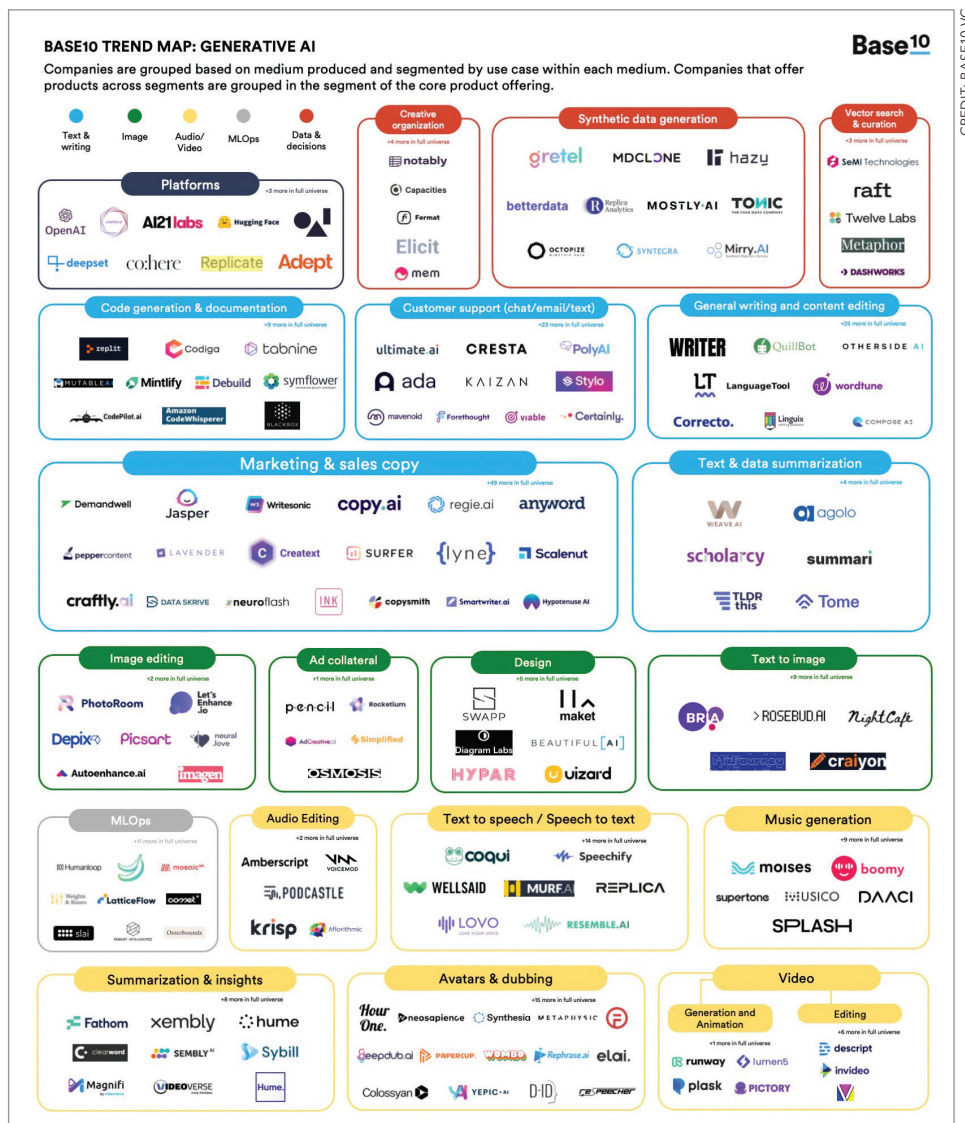 CREDIT: BASE10 VC
BASE10 TREND MAP: GENERATIVE AI
Base10
Companies are grouped based on medium produced and segmented by use case within each medium. Companies that offer
products across segments are grouped in the segment of the core product offering.
Text &
writing
Image
Audio/
Video
MLOps
Data &
decisions
Platforms
+3 more in full universe
OpenAI
AI21labs
Hugging Face
deepset
co:here
Replicate
Adept
Creative
organization
+4 more in full universe
notably
Capacities
Fermat
Elicit
mem
Synthetic data generation
gretel
MDCLONE
hazy
betterdata
Replica
Analytics
MOSTLY·AI
TONIC
THE FAKE DATA COMPANY
OCTOPIZE
SYNTEGRA
Mirry.AI
Vector search
& curation
+3 more in full universe
SeMI Technologies
raft
Twelve Labs
Metaphor
DASHWORKS
Code generation & documentation
+9 more in full universe
replit
Codiga
tabnine
MUTABLEAI
Mintlify
Debuild
symflower
CodePilot.ai
Amazon
CodeWhisperer
BLACKBOX
Customer support (chat/email/text)
+23 more in full universe
ultimate.ai
CRESTA
PolyAI
ada
KAIZAN
Stylo
mavenoid
Forethought
viable
Certainly.
General writing and content editing
+25 more in full universe
WRITER
QuillBot
OTHERSIDE AI
LT
LanguageTool
wordtune
Correcto.
Linguix
COMPOSE AI
Marketing & sales copy
+49 more in full universe
Demandwell
Jasper
WS
Writesonic
copy.ai
regie.ai
anyword
peppercontent
LAVENDER
C
Creatext
SURFER
{lyne}
Scalenut
craftly.ai
DATA SKRIVE
#neuroflash
INK
copysmith
Smartwriter.ai
Hypotenuse AI
Text & data summarization
+4 more in full universe
WEAVE.AI
agolo
scholarcy
summari
TLDR
this
Tome
Image editing
+2 more in full universe
PhotoRoom
Let's
Enhance
.io
Depix
Picsart
neural
.love
Autoenhance.ai
imagen
Ad collateral
+1 more in full universe
p·e·n·c·i·l
Rocketium
AdCreative.ai
Simplified
OSMOSIS
Design
+5 more in full universe
SWAPP
maket
Diagram Labs
BEAUTIFUL[AI]
HYPAR
uizard
Text to image
+9 more in full universe
BRIA
>ROSEBUD.AI
NightCafé
Midjourney
craiyon
MLOps
+11 more in full universe
Humanloop
mosaic ML
Weights
& Biases
LatticeFlow
comet
slai
Outerbounds
Audio Editing
+2 more in full universe
Amberscript
VOICEMOD
PODCASTLE
krisp
Aflorithmic
Text to speech / Speech to text
+14 more in full universe
coqui
Speechify
WELLSAID
MURF.AI
REPLICA
LOVO
LOVE YOUR VOICE
RESEMBLE.AI
Music generation
+9 more in full universe
moises
boomy
supertone
MUSICO
DAACI
SPLASH
Summarization & insights
+8 more in full universe
Fathom
xembly
hume
clearword
SEMBLY AI
Sybill
Magnifi
VIDEOVERSE
Hume.
Avatars & dubbing
+15 more in full universe
Hour
One.
neosapience
Synthesia
METAPHYSIC
deepdub.ai
PAPERCUP
WOMBO
Rephrase.ai
elai.
Colossyan
YEPIC·AI
D-ID
RESPEECHER
Video
Generation and
Animation
+1 more in full universe
runway
lumen5
plask
PICTORY
Editing
+6 more in full universe
descript
invideo